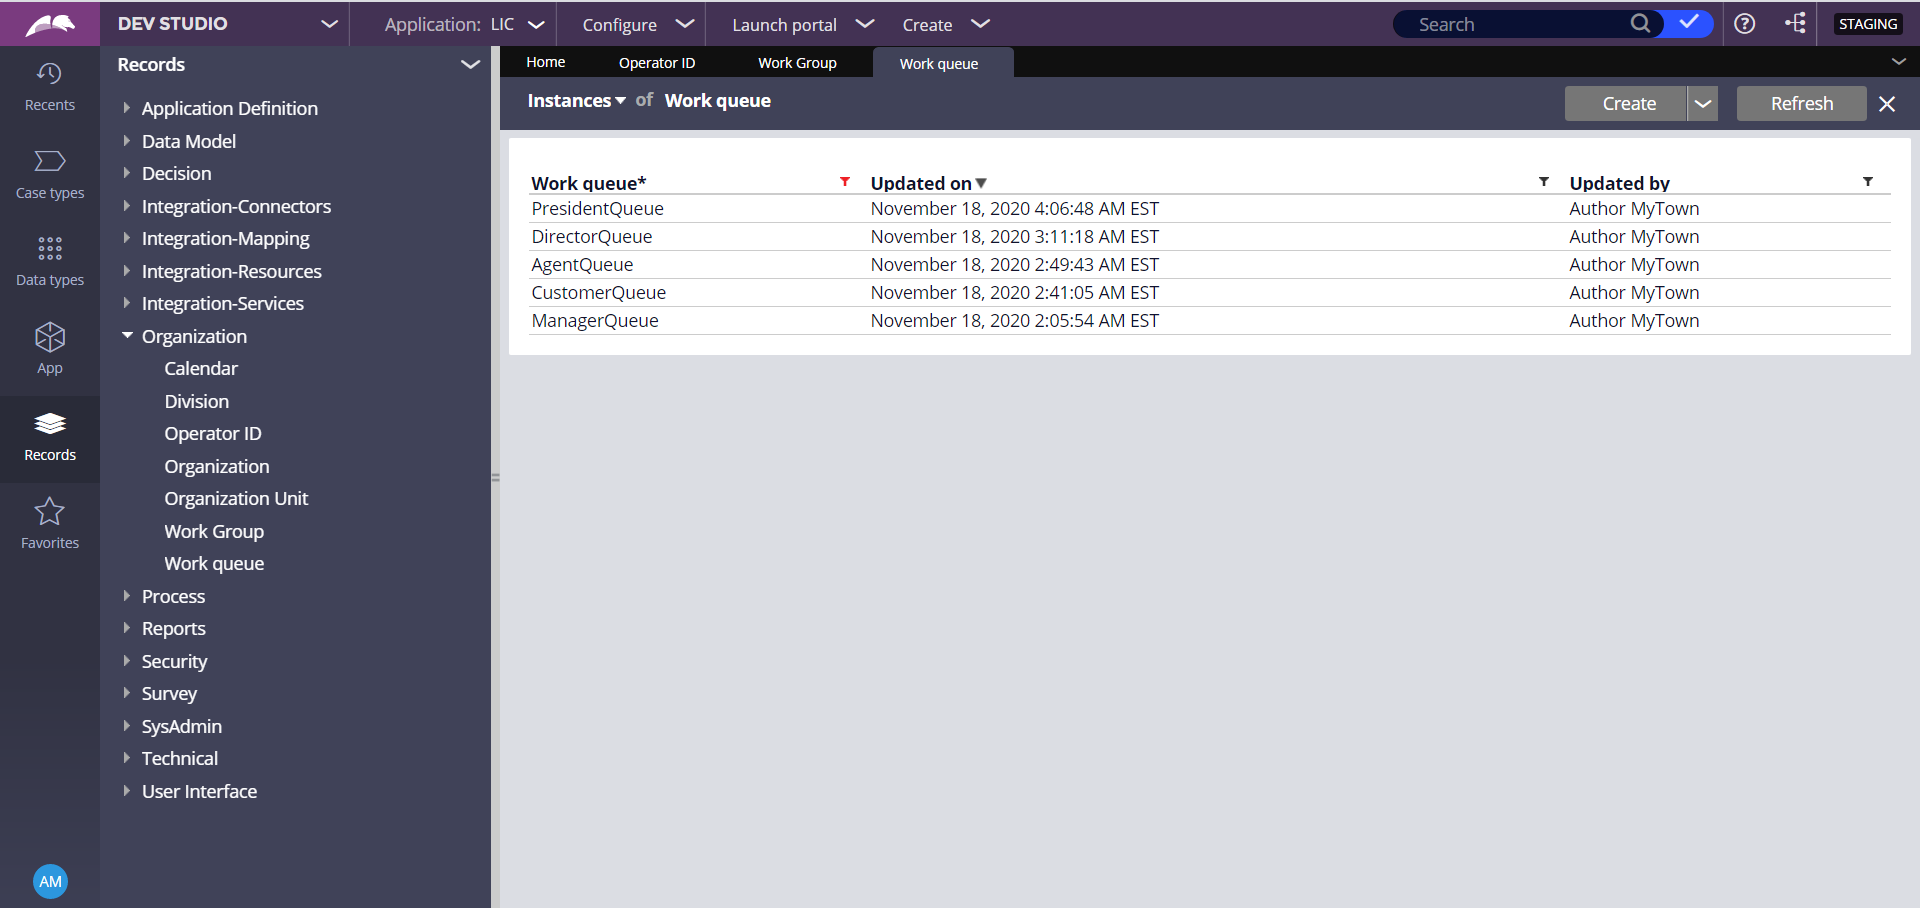 DEV STUDIO
Application: LIC
Configure
Launch portal
Create
Search
STAGING
Recents
Case types
Data types
App
Records
Favorites
AM
Records
Application Definition
Data Model
Decision
Integration-Connectors
Integration-Mapping
Integration-Resources
Integration-Services
Organization
Calendar
Division
Operator ID
Organization
Organization Unit
Work Group
Work queue
Process
Reports
Security
Survey
SysAdmin
Technical
User Interface
Home Operator ID Work Group Work queue
Instances of Work queue
Create Refresh
Work queue* Updated on Updated by
PresidentQueue November 18, 2020 4:06:48 AM EST Author MyTown
DirectorQueue November 18, 2020 3:11:18 AM EST Author MyTown
AgentQueue November 18, 2020 2:49:43 AM EST Author MyTown
CustomerQueue November 18, 2020 2:41:05 AM EST Author MyTown
ManagerQueue November 18, 2020 2:05:54 AM EST Author MyTown